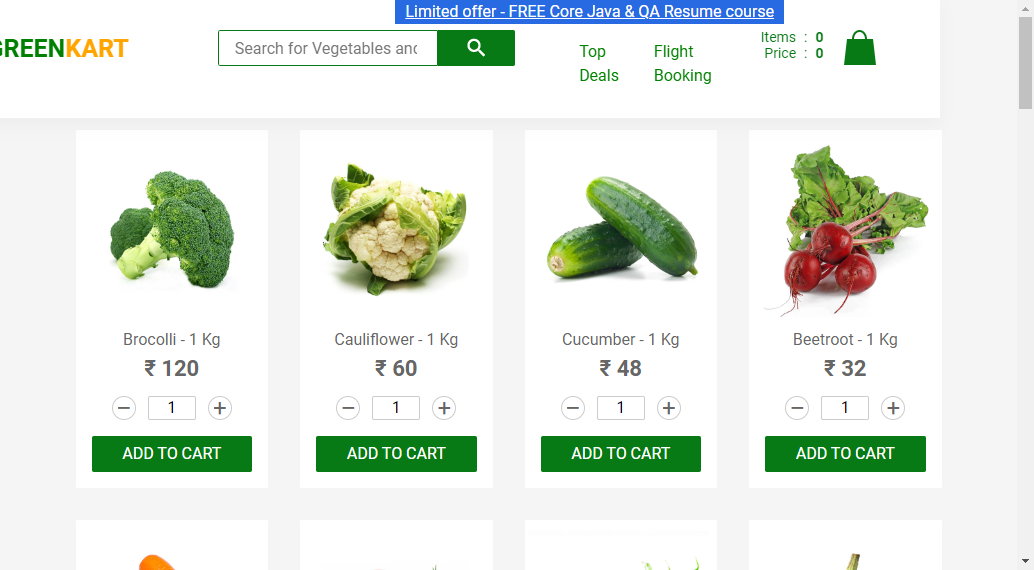 Limited offer - FREE Core Java & QA Resume course
GREENKART
Search for Vegetables and
Top Deals
Flight Booking
Items : 0
Price : 0
Brocolli - 1 Kg
₹ 120
1
ADD TO CART
Cauliflower - 1 Kg
₹ 60
1
ADD TO CART
Cucumber - 1 Kg
₹ 48
1
ADD TO CART
Beetroot - 1 Kg
₹ 32
1
ADD TO CART